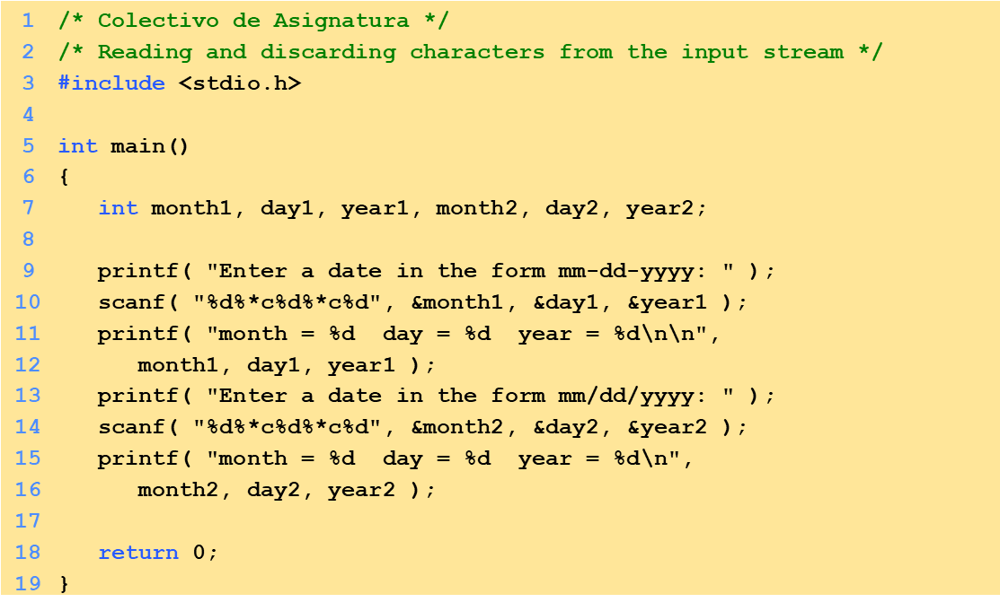 1 /* Colectivo de Asignatura */
2 /* Reading and discarding characters from the input stream */
3 #include <stdio.h>
4
5 int main()
6 {
7    int month1, day1, year1, month2, day2, year2;
8
9    printf( "Enter a date in the form mm-dd-yyyy: " );
10    scanf( "%d%*c%d%*c%d", &month1, &day1, &year1 );
11    printf( "month = %d  day = %d  year = %d\n\n",
12       month1, day1, year1 );
13    printf( "Enter a date in the form mm/dd/yyyy: " );
14    scanf( "%d%*c%d%*c%d", &month2, &day2, &year2 );
15    printf( "month = %d  day = %d  year = %d\n",
16       month2, day2, year2 );
17
18    return 0;
19 }